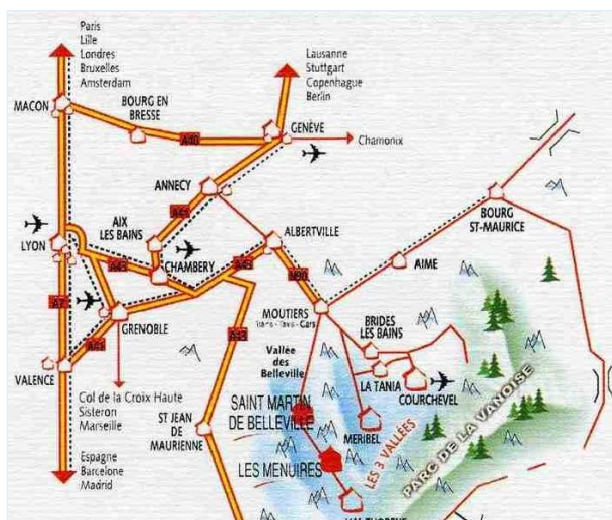 Paris
Lille
Londres
Bruxelles
Amsterdam
Lausanne
Stuttgart
Copenhague
Berlin
MACON
BOURG EN
BRESSE
A40
GENÈVE
Chamonix
ANNECY
A41
BOURG
ST-MAURICE
LYON
AIX
LES BAINS
ALBERTVILLE
A43
CHAMBERY
A43
N90
AIME
A7
MOUTIERS
Trains - Taxis - Cars
GRENOBLE
A43
BRIDES
LES BAINS
VALENCE
Vallée
des
Belleville
LA TANIA
COURCHEVEL
Col de la Croix Haute
Sisteron
Marseille
SAINT MARTIN
DE BELLEVILLE
ST JEAN
DE
MAURIENNE
MERIBEL
LES 3 VALLÉES
PARC DE LA VANOISE
Espagne
Barcelone
Madrid
LES MENUIRES